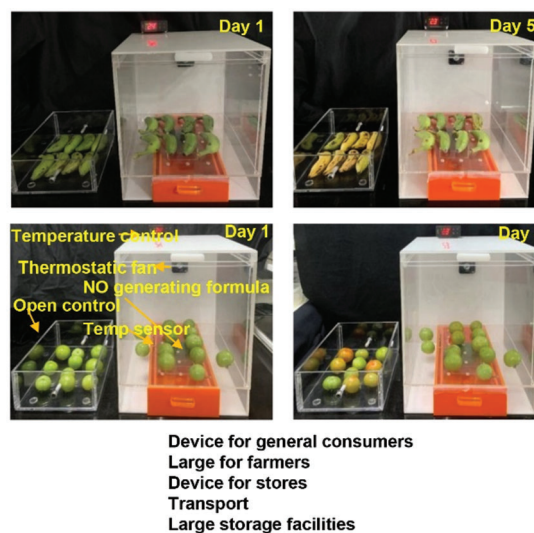 Day 1
Day 5
Day 1
Day
Temperature control
Thermostatic fan
NO generating formula
Open control
Temp sensor
Device for general consumers
Large for farmers
Device for stores
Transport
Large storage facilities